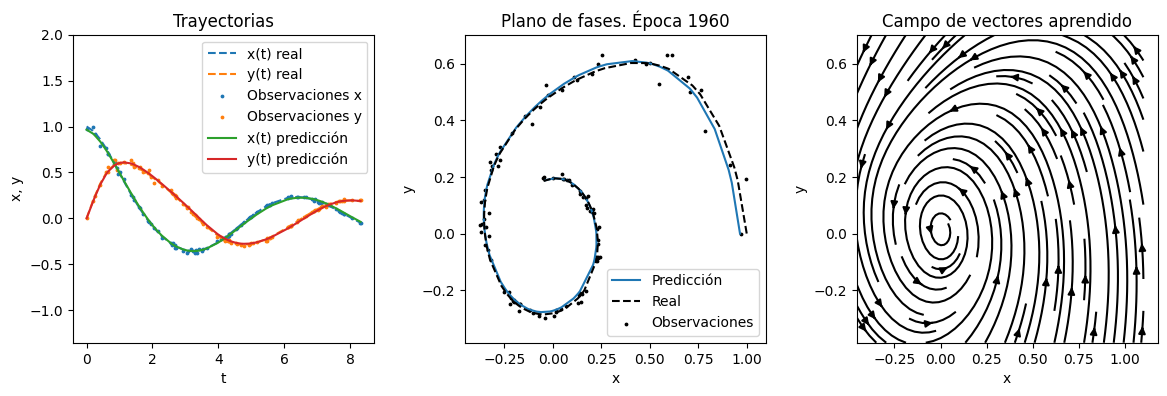 Trayectorias
x, y
2.0
1.5
1.0
0.5
0.0
−0.5
−1.0
0
2
4
6
8
t
x(t) real
y(t) real
Observaciones x
Observaciones y
x(t) predicción
y(t) predicción
Plano de fases. Época 1960
y
0.6
0.4
0.2
0.0
−0.2
−0.25
0.00
0.25
0.50
0.75
1.00
x
Predicción
Real
Observaciones
Campo de vectores aprendido
y
0.6
0.4
0.2
0.0
−0.2
−0.25
0.00
0.25
0.50
0.75
1.00
x